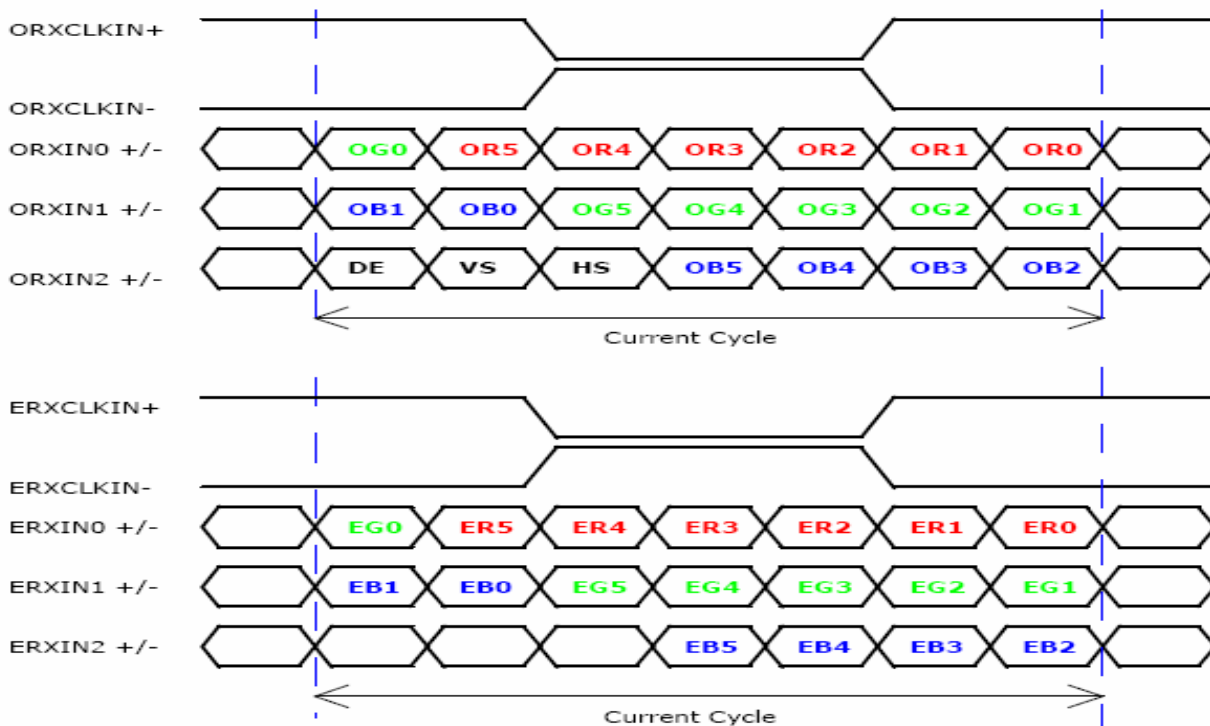 ORXCLKIN+
ORXCLKIN-
ORXIN0 +/- OG0 OR5 OR4 OR3 OR2 OR1 OR0
ORXIN1 +/- OB1 OB0 OG5 OG4 OG3 OG2 OG1
ORXIN2 +/- DE VS HS OB5 OB4 OB3 OB2
Current Cycle
ERXCLKIN+
ERXCLKIN-
ERXIN0 +/- EG0 ER5 ER4 ER3 ER2 ER1 ER0
ERXIN1 +/- EB1 EB0 EG5 EG4 EG3 EG2 EG1
ERXIN2 +/- EB5 EB4 EB3 EB2
Current Cycle